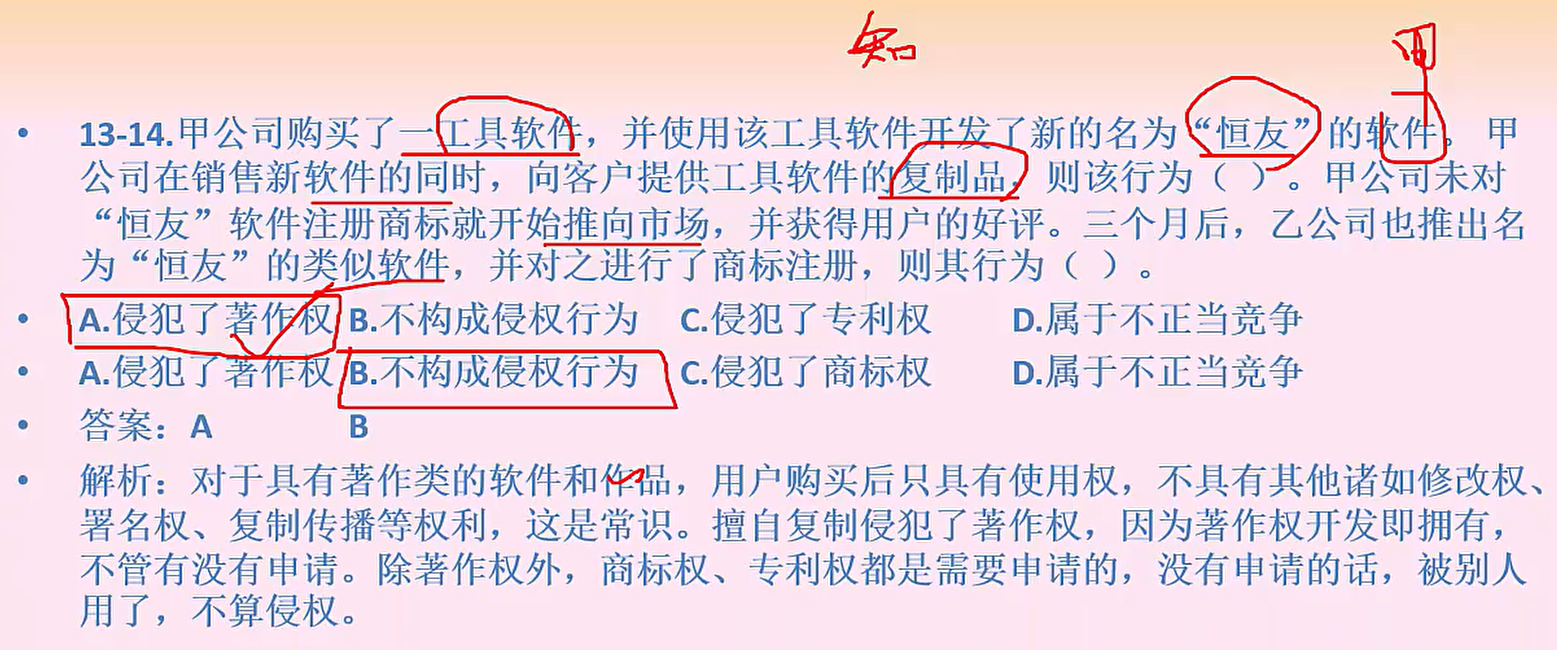 知
• 13-14.甲公司购买了一工具软件，并使用该工具软件开发了新的名为“恒友”的软件。甲
公司在销售新软件的同时，向客户提供工具软件的复制品，则该行为（ ）。甲公司未对
“恒友”软件注册商标就开始推向市场，并获得用户的好评。三个月后，乙公司也推出名
为“恒友”的类似软件，并对之进行了商标注册，则其行为（ ）。
• A.侵犯了著作权 B.不构成侵权行为 C.侵犯了专利权 D.属于不正当竞争
• A.侵犯了著作权 B.不构成侵权行为 C.侵犯了商标权 D.属于不正当竞争
• 答案：A B
• 解析：对于具有著作类的软件和作品，用户购买后只具有使用权，不具有其他诸如修改权、
署名权、复制传播等权利，这是常识。擅自复制侵犯了著作权，因为著作权开发即拥有，
不管有没有申请。除著作权外，商标权、专利权都是需要申请的，没有申请的话，被别人
用了，不算侵权。